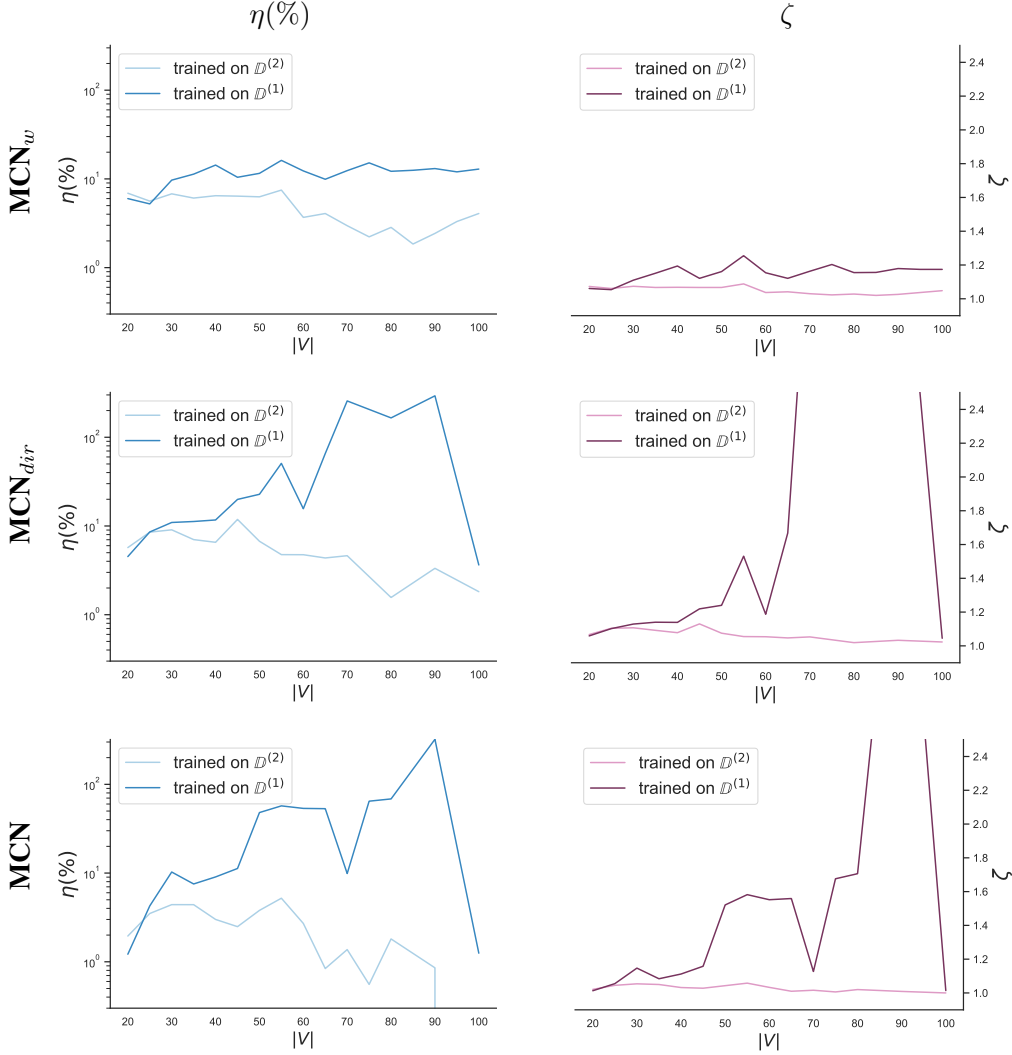 η(%) ζ
MCN_w
trained on 𝔻^(2)
trained on 𝔻^(1)
η(%)
10^2
10^1
10^0
20 30 40 50 60 70 80 90 100
|V|
trained on 𝔻^(2)
trained on 𝔻^(1)
2.4
2.2
2.0
1.8
1.6
1.4
1.2
1.0
ζ
20 30 40 50 60 70 80 90 100
|V|
MCN_dir
trained on 𝔻^(2)
trained on 𝔻^(1)
η(%)
10^2
10^1
10^0
20 30 40 50 60 70 80 90 100
|V|
trained on 𝔻^(2)
trained on 𝔻^(1)
2.4
2.2
2.0
1.8
1.6
1.4
1.2
1.0
ζ
20 30 40 50 60 70 80 90 100
|V|
MCN
trained on 𝔻^(2)
trained on 𝔻^(1)
η(%)
10^2
10^1
10^0
20 30 40 50 60 70 80 90 100
|V|
trained on 𝔻^(2)
trained on 𝔻^(1)
2.4
2.2
2.0
1.8
1.6
1.4
1.2
1.0
ζ
20 30 40 50 60 70 80 90 100
|V|